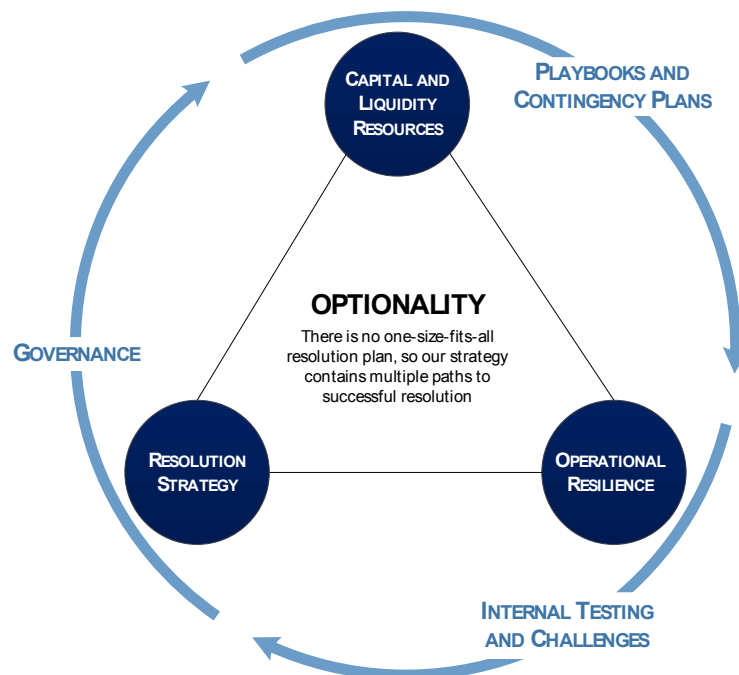 CAPITAL AND
LIQUIDITY
RESOURCES
PLAYBOOKS AND
CONTINGENCY PLANS
OPTIONALITY
There is no one-size-fits-all
resolution plan, so our strategy
contains multiple paths to
successful resolution
GOVERNANCE
RESOLUTION
STRATEGY
OPERATIONAL
RESILIENCE
INTERNAL TESTING
AND CHALLENGES